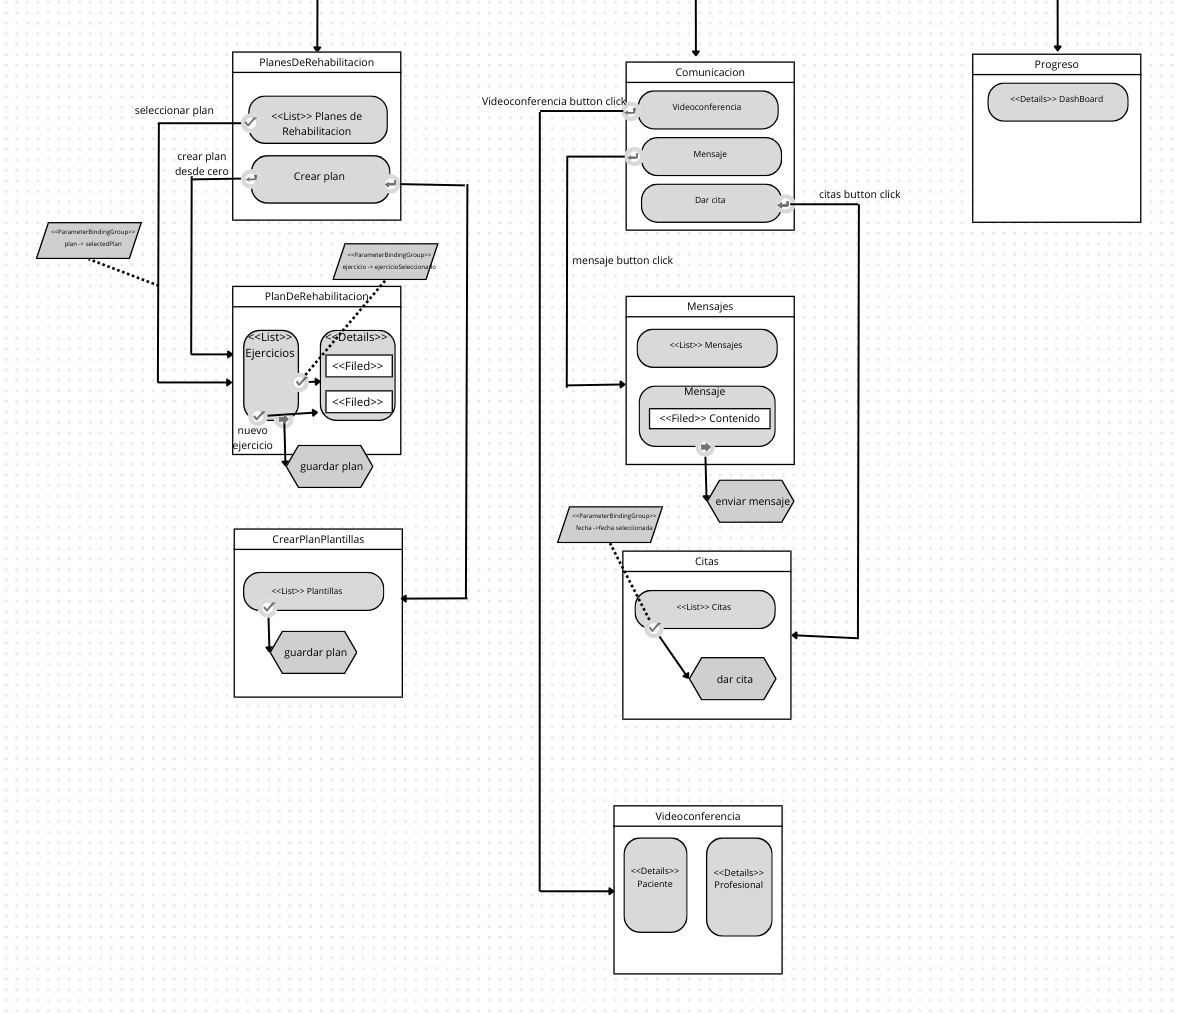 PlanesDeRehabilitacion
seleccionar plan
<<List>> Planes de
Rehabilitacion
crear plan
desde cero
Crear plan
<<ParameterBindingGroup>>
plan -> selectedPlan
<<ParameterBindingGroup>>
ejercicio -> ejercicioSeleccionado
PlanDeRehabilitacion
<<List>>
Ejercicios
<<Details>>
<<Filed>>
<<Filed>>
nuevo
ejercicio
guardar plan
CrearPlanPlantillas
<<List>> Plantillas
guardar plan
Comunicacion
Videoconferencia button click
Videoconferencia
Mensaje
Dar cita
citas button click
mensaje button click
Mensajes
<<List>> Mensajes
Mensaje
<<Filed>> Contenido
enviar mensaje
<<ParameterBindingGroup>>
fecha ->fecha seleccionada
Citas
<<List>> Citas
dar cita
Videoconferencia
<<Details>>
Paciente
<<Details>>
Profesional
Progreso
<<Details>> DashBoard